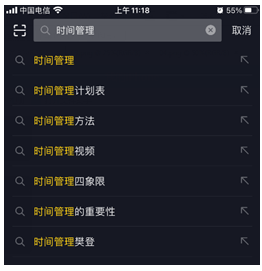 中国电信 上午 11:18 55%
时间管理 取消
时间管理
时间管理计划表
时间管理方法
时间管理视频
时间管理四象限
时间管理的重要性
时间管理樊登